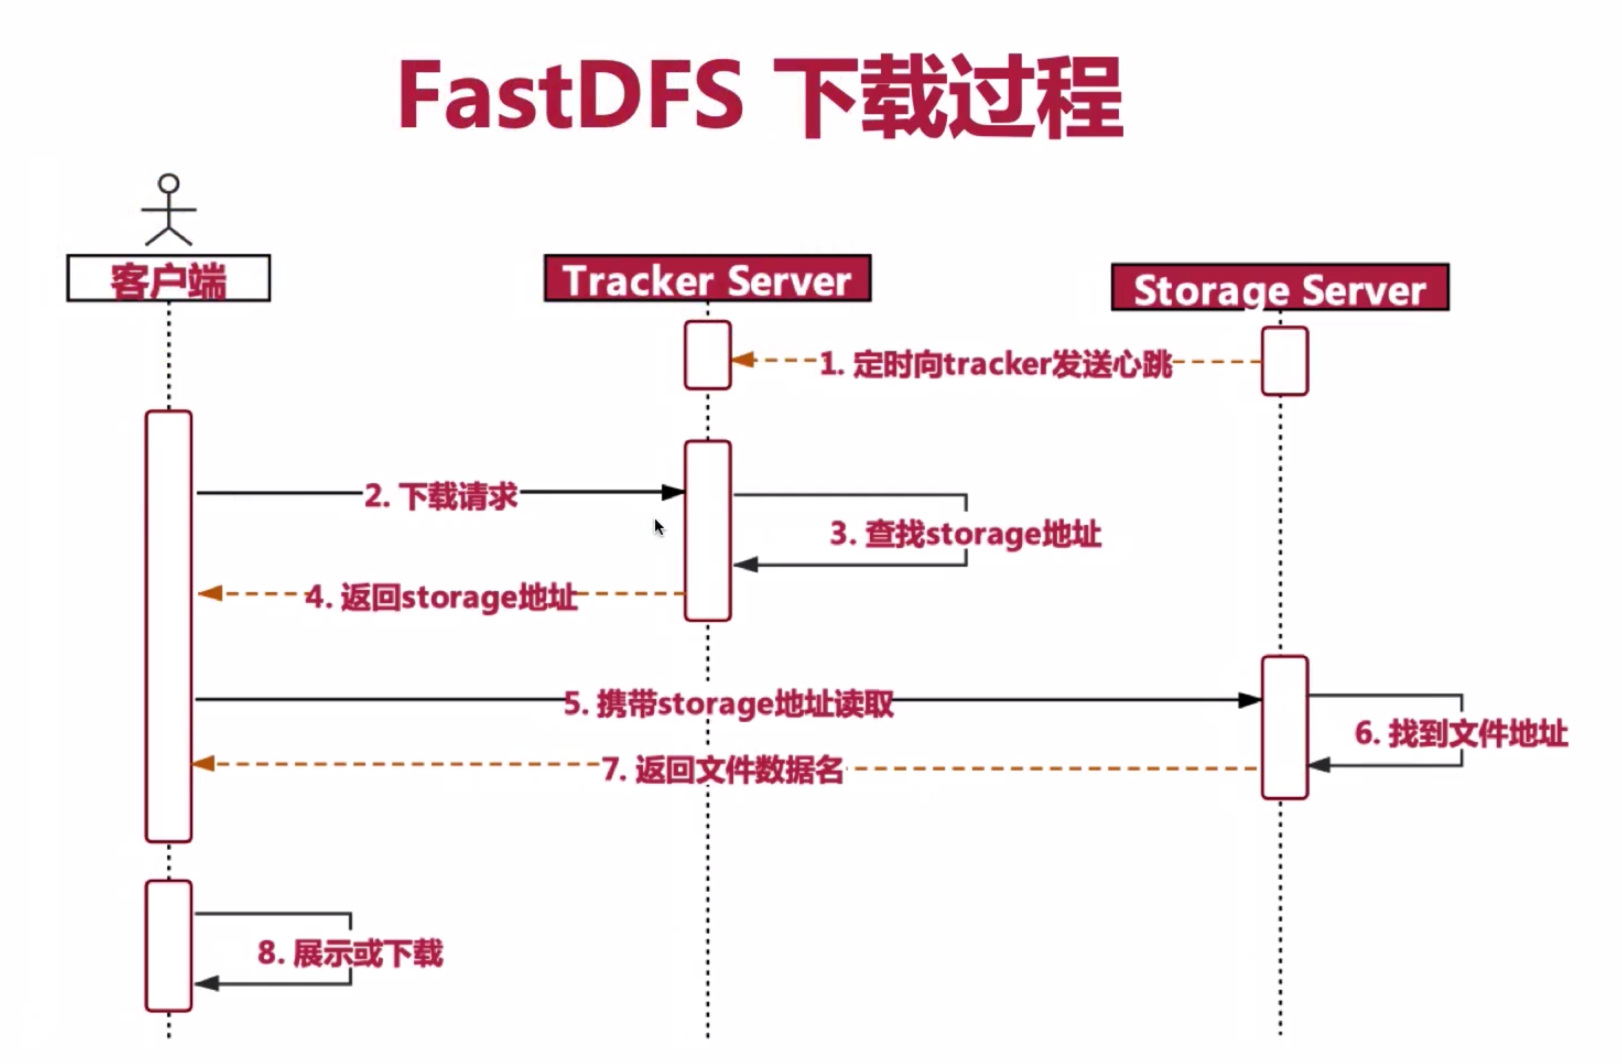 FastDFS 下载过程
客户端
Tracker Server
Storage Server
1. 定时向tracker发送心跳
2. 下载请求
3. 查找storage地址
4. 返回storage地址
5. 携带storage地址读取
6. 找到文件地址
7. 返回文件数据名
8. 展示或下载